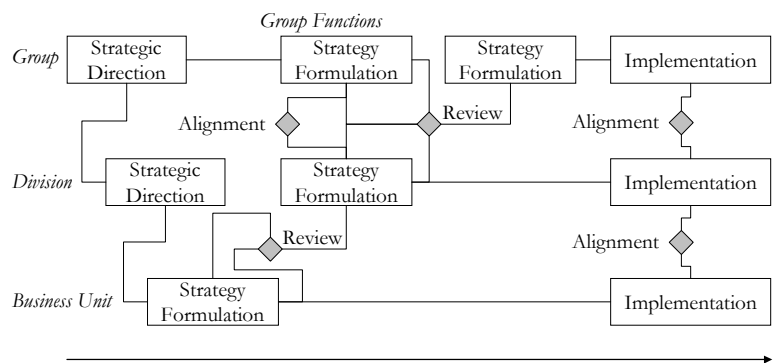 Group Functions
Group
Strategic
Direction
Strategy
Formulation
Strategy
Formulation
Implementation
Alignment
Review
Alignment
Division
Strategic
Direction
Strategy
Formulation
Implementation
Review
Alignment
Business Unit
Strategy
Formulation
Implementation